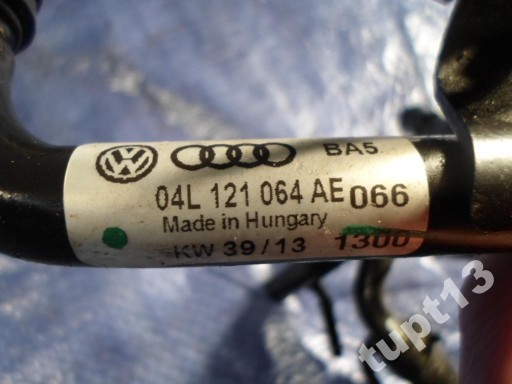 BA5
04L 121 064 AE 066
Made in Hungary
KW 39/13 1300
tupt13